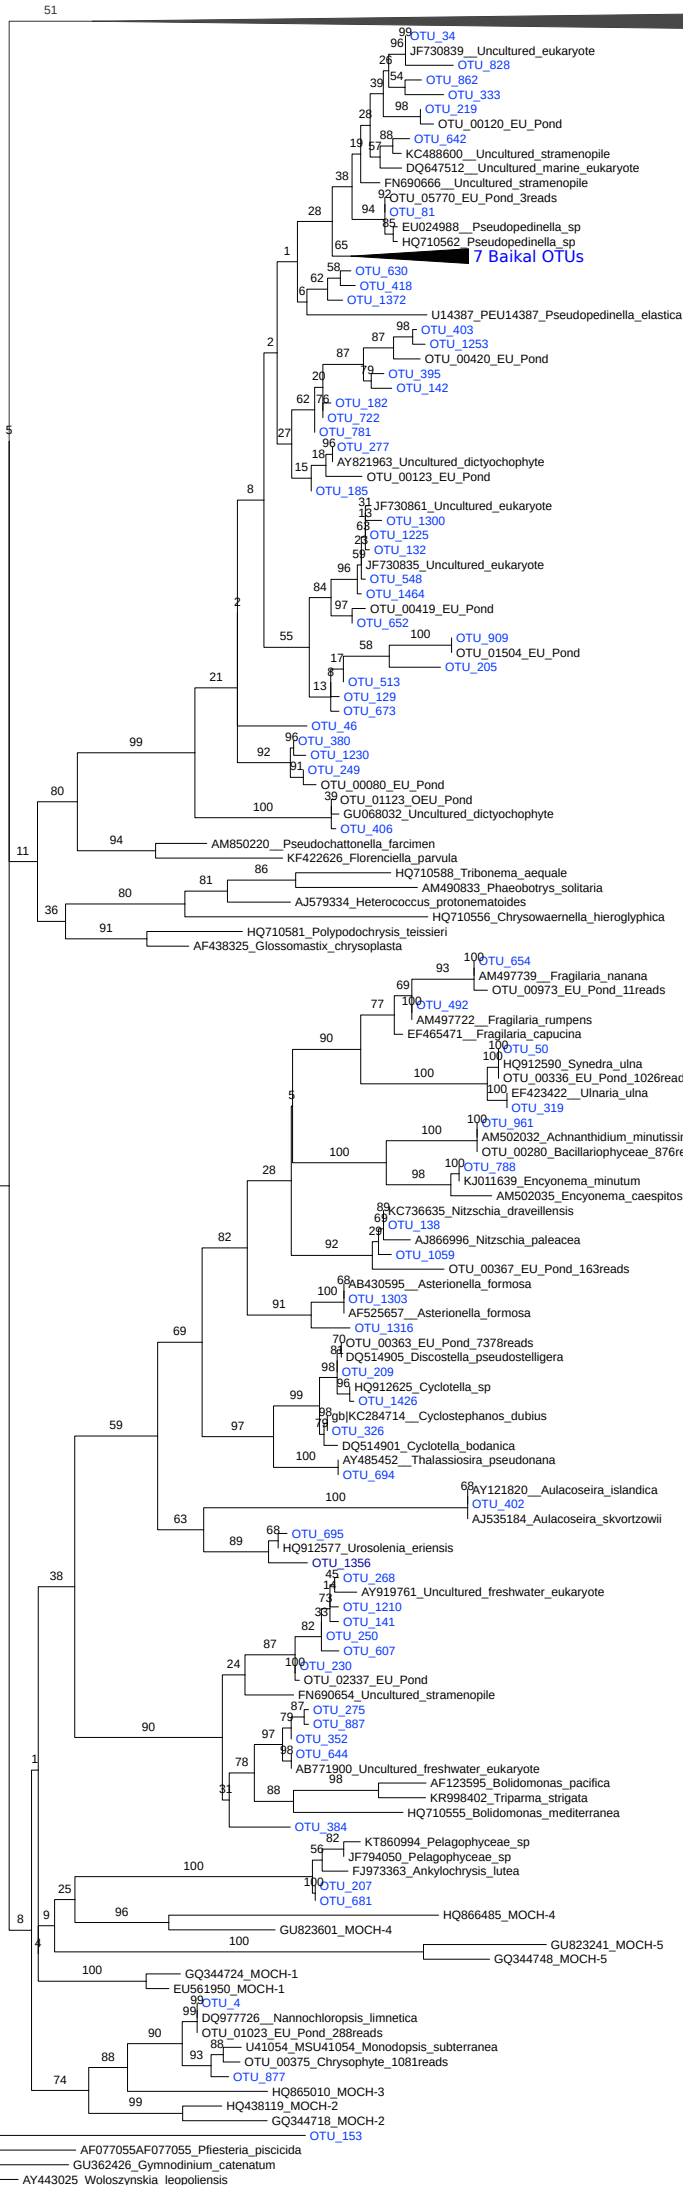 51
99
OTU_34
96
JF730839__Uncultured_eukaryote
26
OTU_828
54
OTU_862
39
OTU_333
98
OTU_219
OTU_00120_EU_Pond
28
88
OTU_642
19
57
KC488600__Uncultured_stramenopile
DQ647512__Uncultured_marine_eukaryote
38
FN690666__Uncultured_stramenopile
92
OTU_05770_EU_Pond_3reads
94
OTU_81
28
85
EU024988__Pseudopedinella_sp
HQ710562_Pseudopedinella_sp
65
7 Baikal OTUs
1
58
OTU_630
62
OTU_418
6
OTU_1372
U14387_PEU14387_Pseudopedinella_elastica
98
OTU_403
87
OTU_1253
2
87
OTU_00420_EU_Pond
79
OTU_395
20
OTU_142
62
76
OTU_182
OTU_722
27
OTU_781
96
OTU_277
18
AY821963_Uncultured_dictyochophyte
15
OTU_00123_EU_Pond
8
OTU_185
31
JF730861_Uncultured_eukaryote
13
OTU_1300
63
OTU_1225
23
OTU_132
59
96
JF730835_Uncultured_eukaryote
OTU_548
84
OTU_1464
2
97
OTU_00419_EU_Pond
OTU_652
55
100
OTU_909
58
OTU_01504_EU_Pond
17
OTU_205
8
21
13
OTU_513
OTU_129
OTU_673
OTU_46
96
OTU_380
99
92
OTU_1230
91
OTU_249
OTU_00080_EU_Pond
80
39
OTU_01123_OEU_Pond
100
GU068032_Uncultured_dictyochophyte
OTU_406
5
11
94
AM850220__Pseudochattonella_farcimen
KF422626_Florenciella_parvula
86
HQ710588_Tribonema_aequale
81
AM490833_Phaeobotrys_solitaria
36
80
AJ579334_Heterococcus_protonematoides
HQ710556_Chrysowaernella_hieroglyphica
91
HQ710581_Polypodochrysis_teissieri
AF438325_Glossomastix_chrysoplasta
100
OTU_654
93
AM497739__Fragilaria_nanana
69
OTU_00973_EU_Pond_11reads
77
100
OTU_492
AM497722__Fragilaria_rumpens
90
EF465471__Fragilaria_capucina
100
OTU_50
100
HQ912590_Synedra_ulna
100
OTU_00336_EU_Pond_1026read
5
100
EF423422__Ulnaria_ulna
OTU_319
100
OTU_961
100
AM502032_Achnanthidium_minutissin
100
OTU_00280_Bacillariophyceae_876re
28
100
OTU_788
98
KJ011639_Encyonema_minutum
AM502035_Encyonema_caespitos
89
KC736635_Nitzschia_draveillensis
69
OTU_138
82
29
AJ866996_Nitzschia_paleacea
92
OTU_1059
OTU_00367_EU_Pond_163reads
68
AB430595__Asterionella_formosa
100
OTU_1303
91
AF525657__Asterionella_formosa
69
OTU_1316
70
OTU_00363_EU_Pond_7378reads
81
DQ514905_Discostella_pseudostelligera
98
OTU_209
96
HQ912625_Cyclotella_sp
99
OTU_1426
98
gb|KC284714__Cyclostephanos_dubius
59
97
79
OTU_326
DQ514901_Cyclotella_bodanica
100
AY485452__Thalassiosira_pseudonana
OTU_694
68
AY121820__Aulacoseira_islandica
100
OTU_402
63
AJ535184_Aulacoseira_skvortzowii
68
OTU_695
89
HQ912577_Urosolenia_eriensis
OTU_1356
38
45
OTU_268
14
AY919761_Uncultured_freshwater_eukaryote
73
OTU_1210
33
OTU_141
82
OTU_250
87
OTU_607
24
100
OTU_230
OTU_02337_EU_Pond
FN690654_Uncultured_stramenopile
87
OTU_275
79
OTU_887
90
97
OTU_352
98
OTU_644
1
78
AB771900_Uncultured_freshwater_eukaryote
98
AF123595_Bolidomonas_pacifica
31
88
KR998402_Triparma_strigata
HQ710555_Bolidomonas_mediterranea
OTU_384
82
KT860994_Pelagophyceae_sp
56
JF794050_Pelagophyceae_sp
100
FJ973363_Ankylochrysis_lutea
25
100
OTU_207
OTU_681
8
9
96
HQ866485_MOCH-4
GU823601_MOCH-4
4
100
GU823241_MOCH-5
GQ344748_MOCH-5
100
GQ344724_MOCH-1
EU561950_MOCH-1
99
OTU_4
99
DQ977726__Nannochloropsis_limnetica
90
OTU_01023_EU_Pond_288reads
88
U41054_MSU41054_Monodopsis_subterranea
88
93
OTU_00375_Chrysophyte_1081reads
OTU_877
74
HQ865010_MOCH-3
99
HQ438119_MOCH-2
GQ344718_MOCH-2
OTU_153
AF077055AF077055_Pfiesteria_piscicida
GU362426_Gymnodinium_catenatum
AY443025_Woloszynskia_leopoliensis